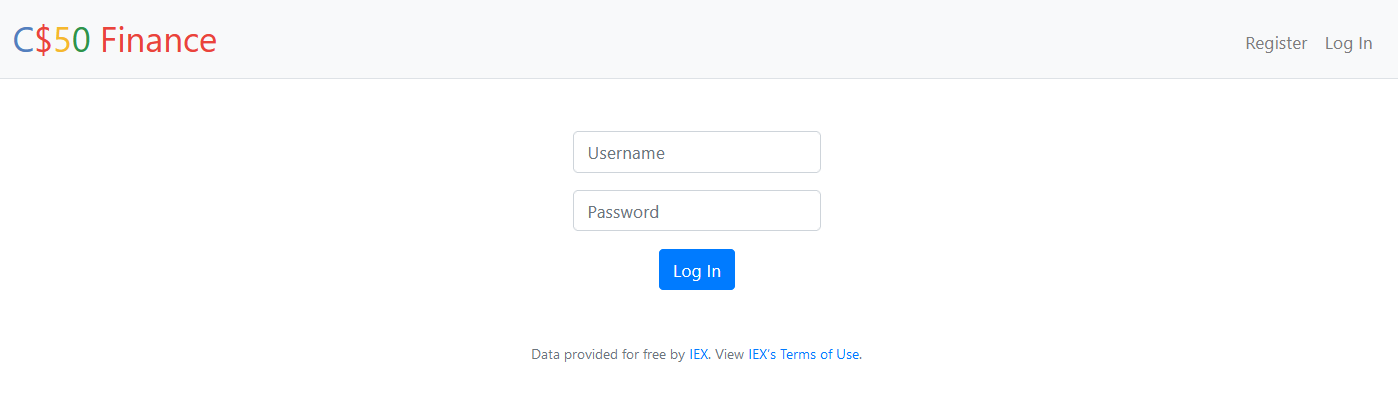 C$50 Finance
Register Log In
Username
Password
Log In
Data provided for free by IEX. View IEX's Terms of Use.